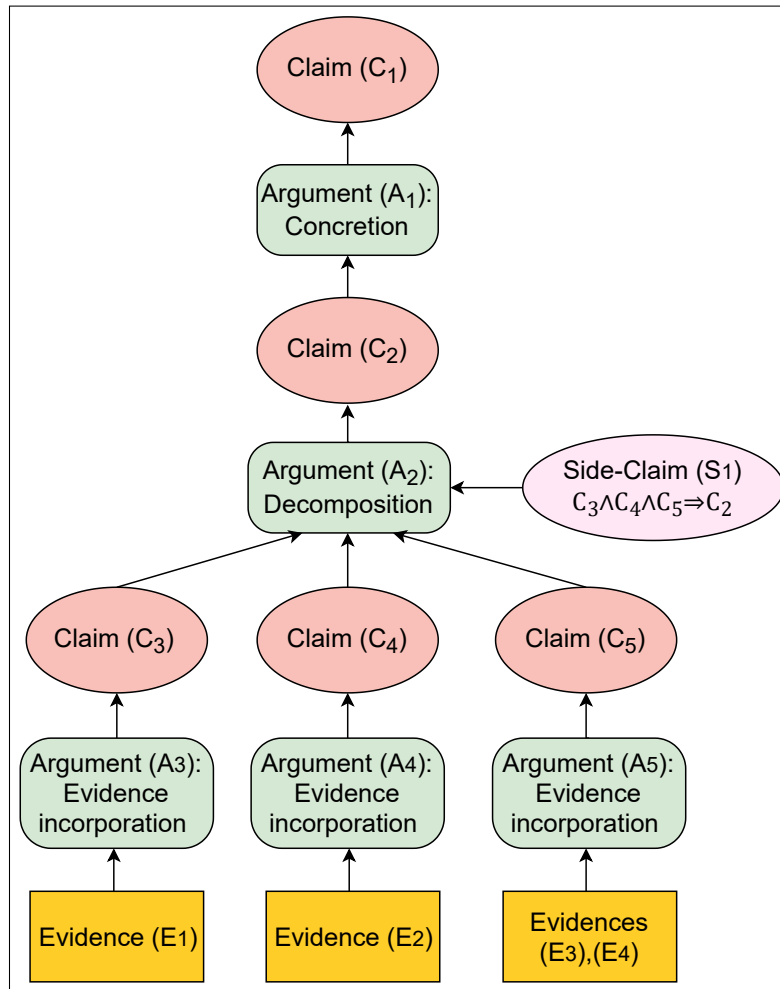 Claim (C₁)
Argument (A₁):
Concretion
Claim (C₂)
Argument (A₂):
Decomposition
Side-Claim (S1)
C₃∧C₄∧C₅⇒C₂
Claim (C₃)
Claim (C₄)
Claim (C₅)
Argument (A3):
Evidence
incorporation
Argument (A4):
Evidence
incorporation
Argument (A5):
Evidence
incorporation
Evidence (E1)
Evidence (E2)
Evidences
(E3),(E4)